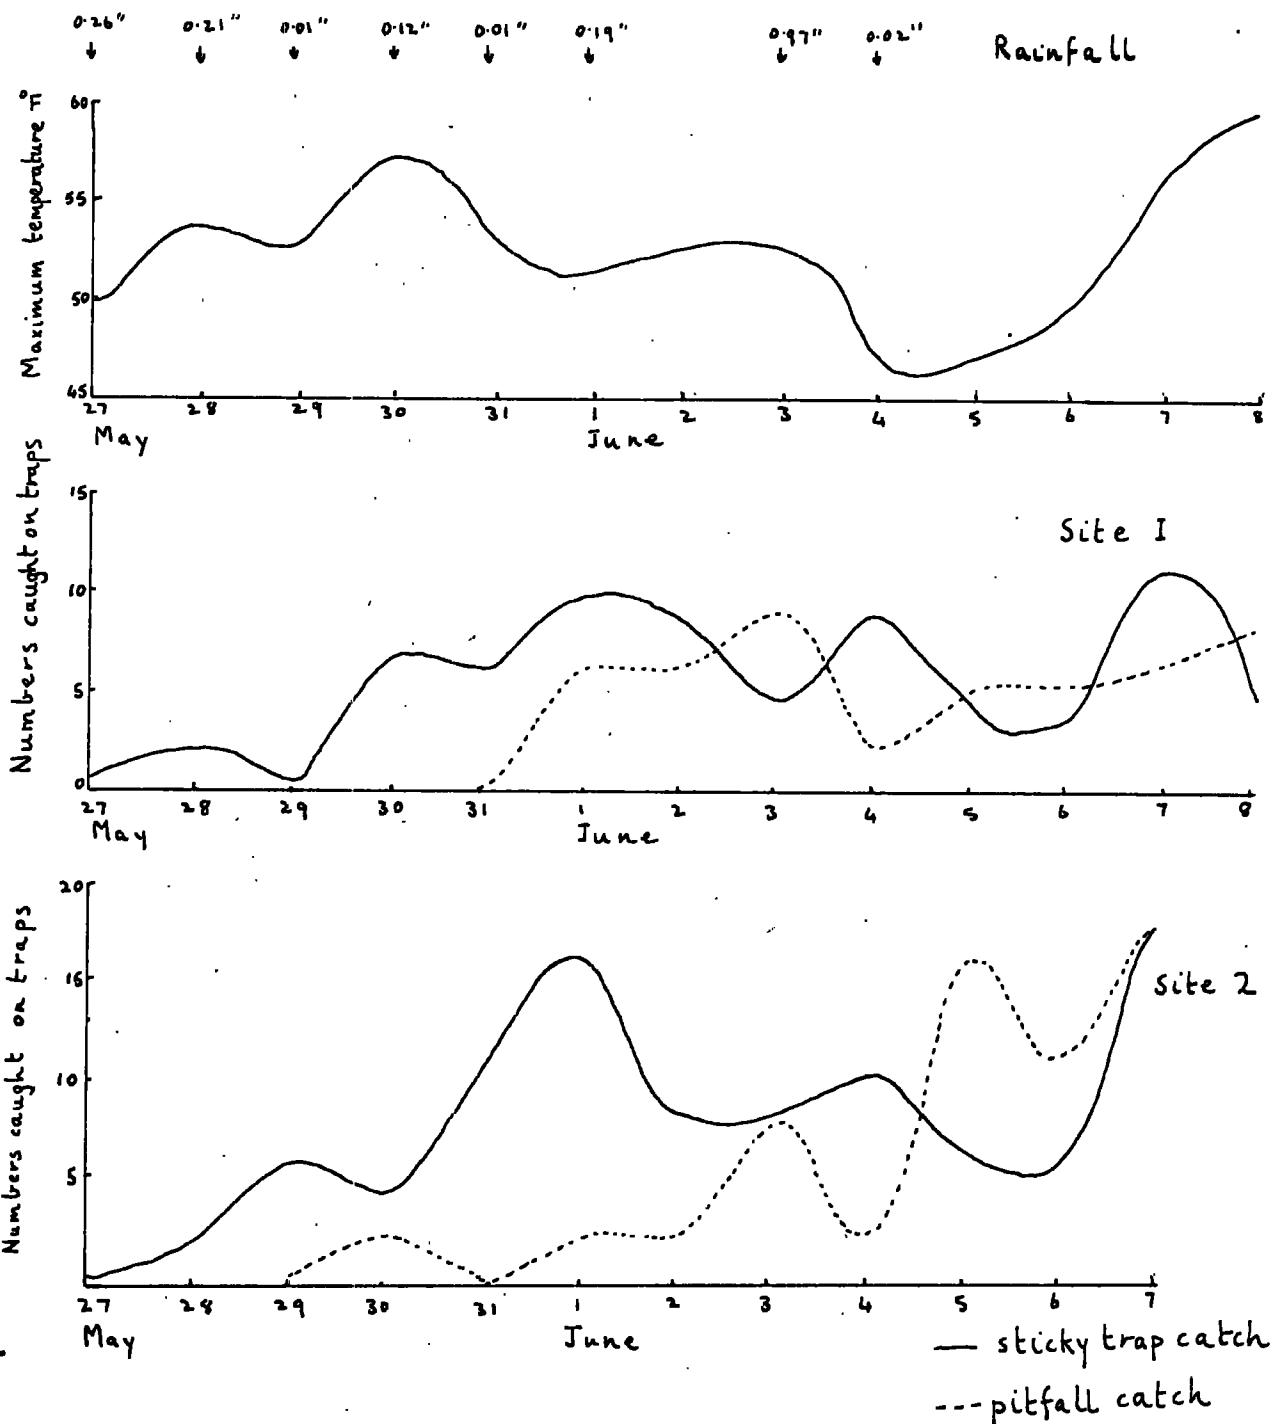 0·26" 0·21" 0·01" 0·12" 0·01" 0·19" 0·97" 0·02" Rainfall
Maximum temperature °F
60
55
50
45
27 28 29 30 31 1 2 3 4 5 6 7 8
May June
Numbers caught on traps
Site I
15
10
5
0
27 28 29 30 31 1 2 3 4 5 6 7 8
May June
Numbers caught on traps
Site 2
20
15
10
5
27 28 29 30 31 1 2 3 4 5 6 7
May June
— sticky trap catch
--- pitfall catch